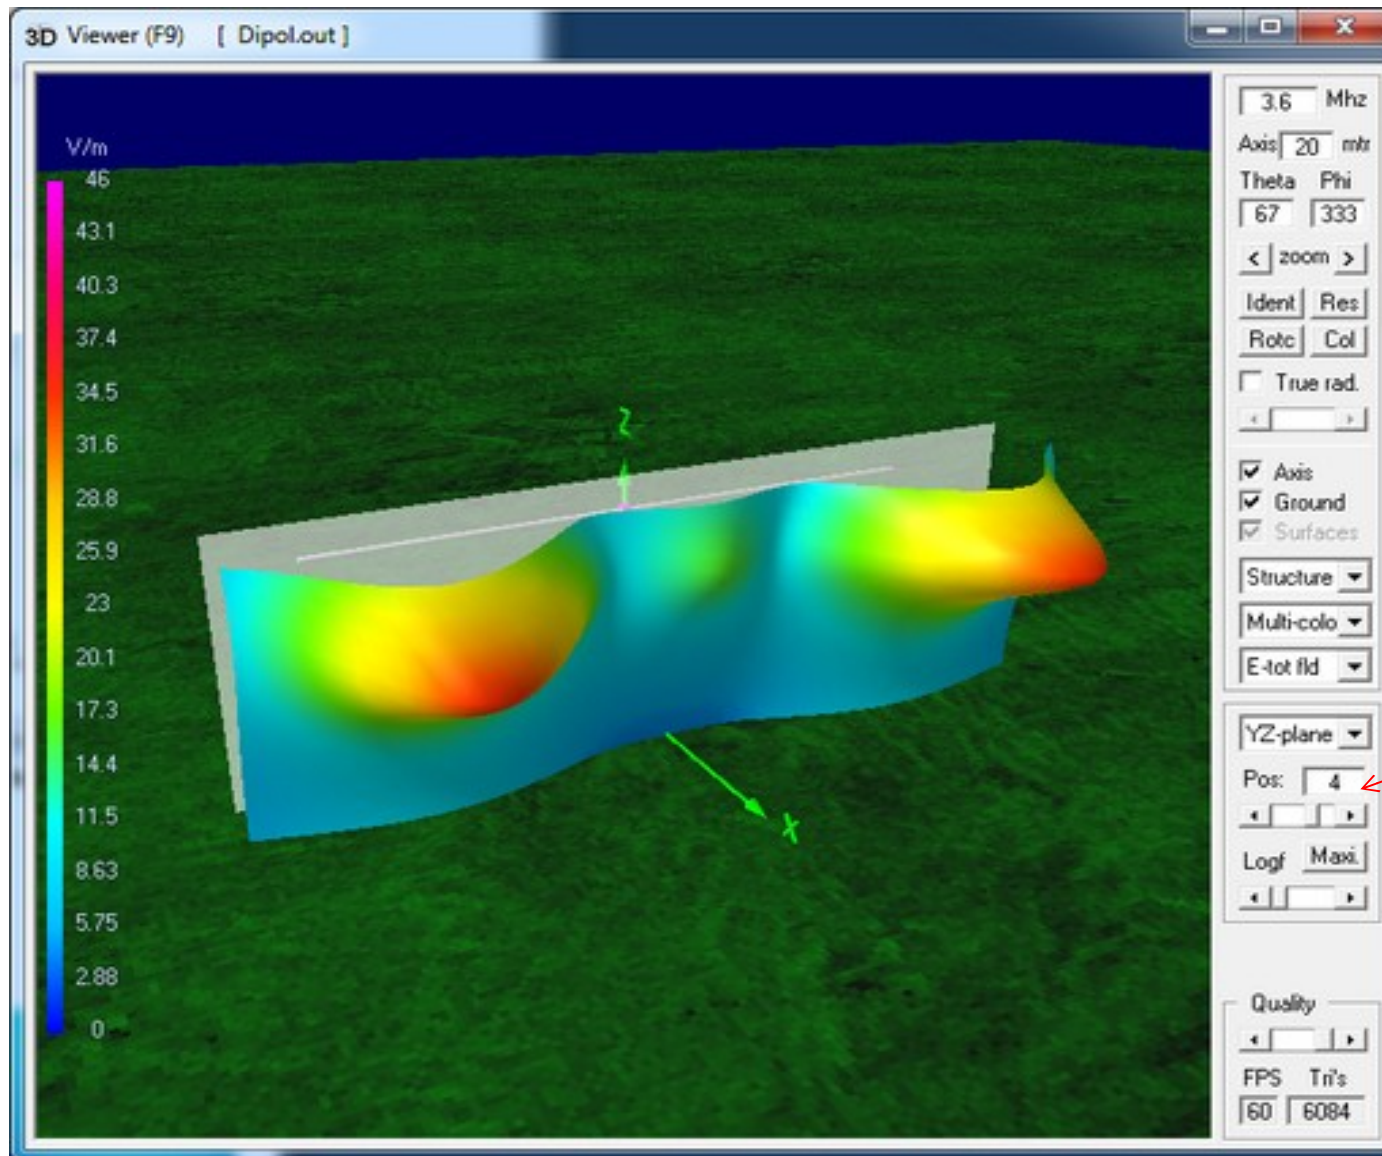 3D Viewer (F9) [ Dipol.out ]
V/m
46
43.1
40.3
37.4
34.5
31.6
28.8
25.9
23
20.1
17.3
14.4
11.5
8.63
5.75
2.88
0
Z
X
3.6 Mhz
Axis 20 mtr
Theta Phi
67 333
< zoom >
Ident Res
Rotc Col
True rad.
Axis
Ground
Surfaces
Structure
Multi-colo
E-tot fld
YZ-plane
Pos: 4
Logf Maxi.
Quality
FPS Tri's
60 6084